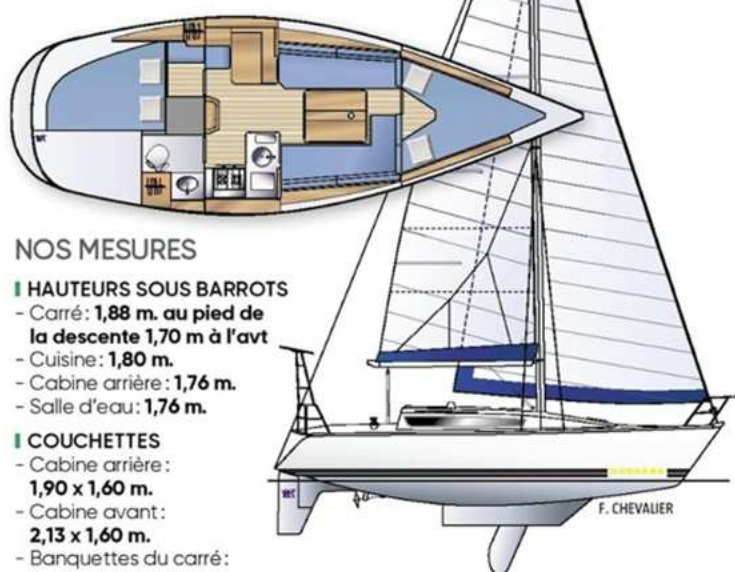 NOS MESURES
HAUTEURS SOUS BARROTS
- Carré : 1,88 m. au pied de
la descente 1,70 m à l'avt
- Cuisine : 1,80 m.
- Cabine arrière : 1,76 m.
- Salle d'eau : 1,76 m.
COUCHETTES
- Cabine arrière :
1,90 x 1,60 m.
- Cabine avant :
2,13 x 1,60 m.
- Banquettes du carré :
F. CHEVALIER